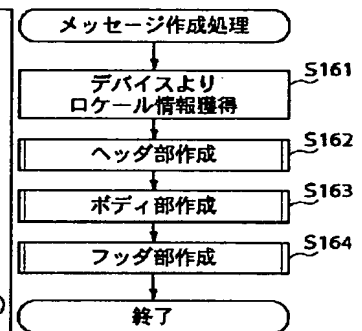 メッセージ作成処理
デバイスより
ロケール情報獲得
S161
ヘッダ部作成
S162
ボディ部作成
S163
フッダ部作成
S164
終了